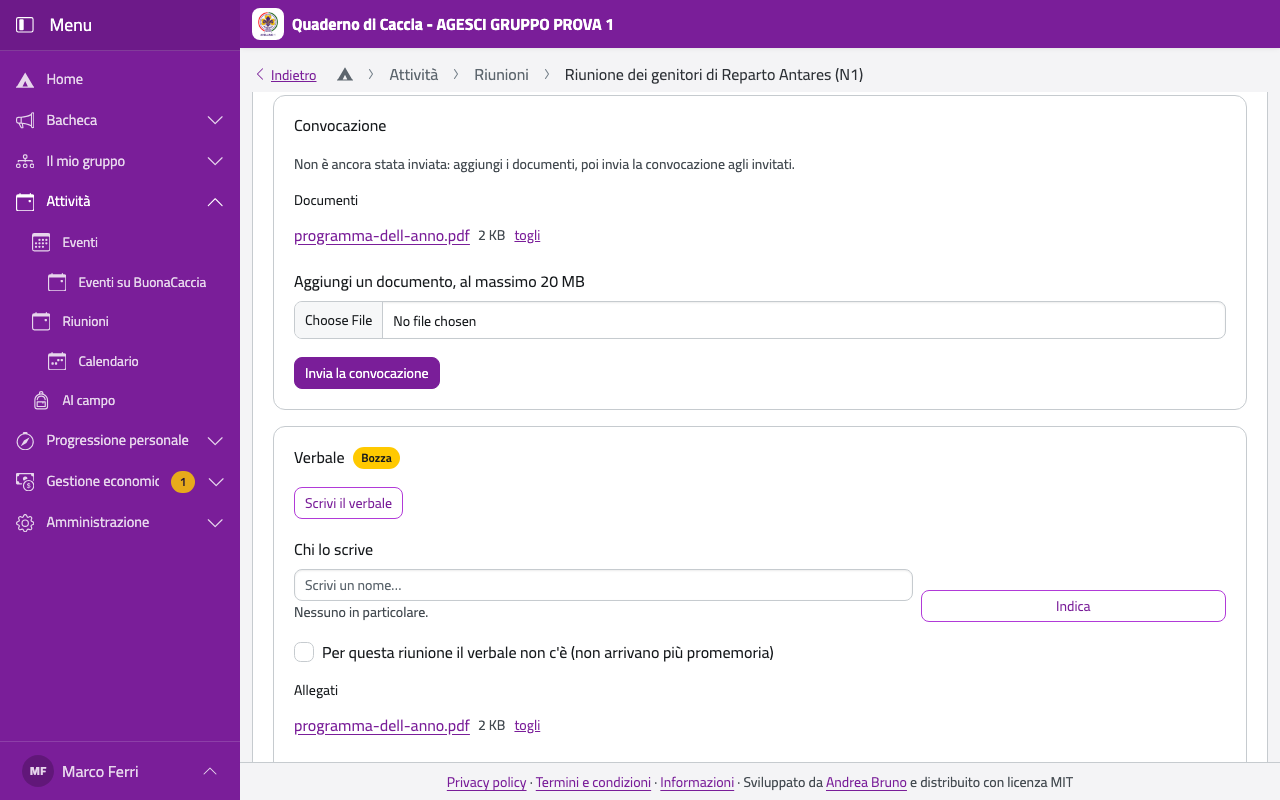 Menu
Quaderno di Caccia - AGESCI GRUPPO PROVA 1
Indietro
Attività
Riunioni
Riunione dei genitori di Reparto Antares (N1)
Home
Bacheca
Il mio gruppo
Attività
Eventi
Eventi su BuonaCaccia
Riunioni
Calendario
Al campo
Progressione personale
Gestione economic
1
Amministrazione
MF
Marco Ferri
Convocazione
Non è ancora stata inviata: aggiungi i documenti, poi invia la convocazione agli invitati.
Documenti
programma-dell-anno.pdf 2 KB togli
Aggiungi un documento, al massimo 20 MB
Choose File No file chosen
Invia la convocazione
Verbale Bozza
Scrivi il verbale
Chi lo scrive
Scrivi un nome...
Nessuno in particolare.
Indica
Per questa riunione il verbale non c'è (non arrivano più promemoria)
Allegati
programma-dell-anno.pdf 2 KB togli
Privacy policy · Termini e condizioni · Informazioni · Sviluppato da Andrea Bruno e distribuito con licenza MIT